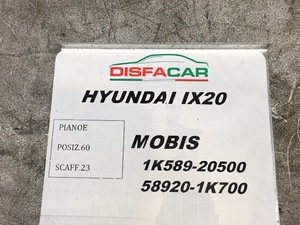 DISFACAR
HYUNDAI IX20
PIANOE
POSIZ.60
SCAFF.23
MOBIS
1K589-20500
58920-1K700